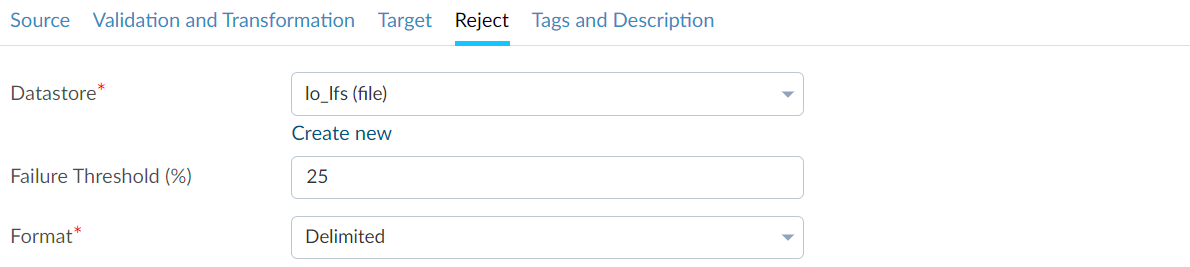 Source Validation and Transformation Target Reject Tags and Description
Datastore* lo_lfs (file)
Create new
Failure Threshold (%) 25
Format* Delimited